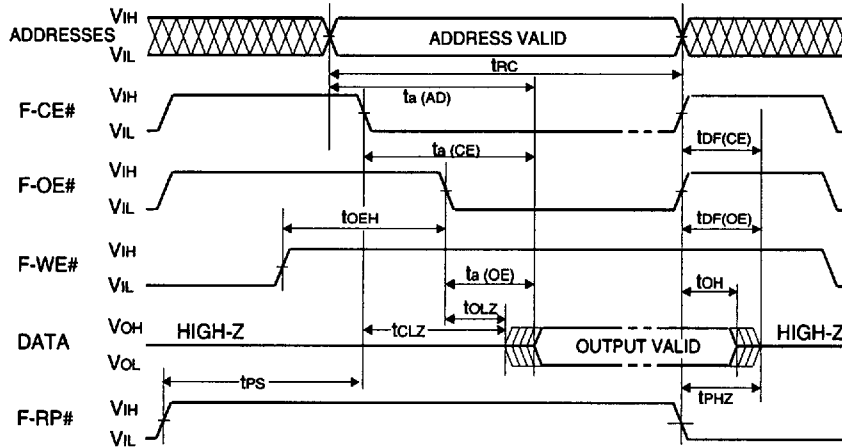 VIH
ADDRESSES
ADDRESS VALID
VIL
tRC
VIH
ta (AD)
F-CE#
VIL
tDF(CE)
ta (CE)
VIH
F-OE#
VIL
tDF(OE)
tOEH
VIH
F-WE#
ta (OE)
tOH
VIL
tOLZ
VOH
HIGH-Z
tCLZ
HIGH-Z
DATA
OUTPUT VALID
VOL
tPS
tPHZ
VIH
F-RP#
VIL